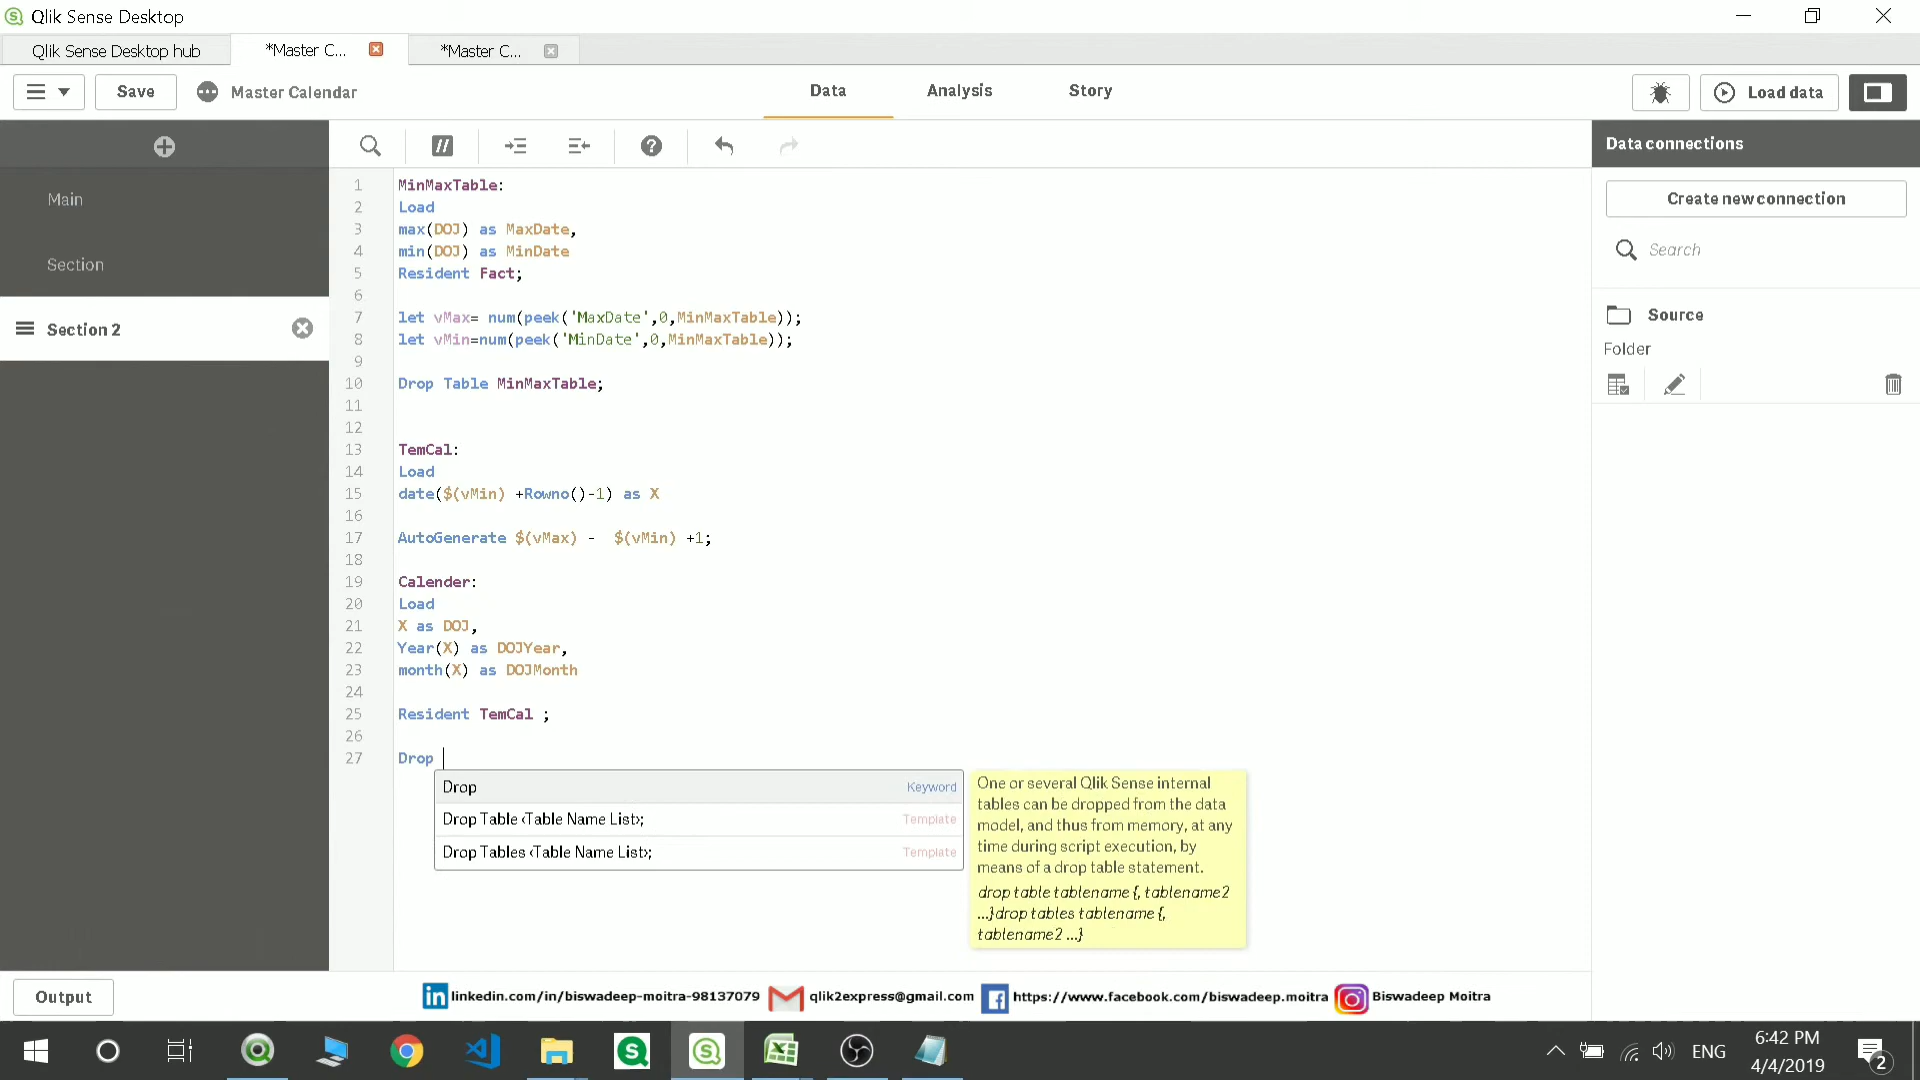 Qlik Sense Desktop
Qlik Sense Desktop hub
*Master C...
*Master C...
Save
Master Calendar
Data
Analysis
Story
Load data
Main
Section
Section 2
1 MinMaxTable:
2 Load
3 max(DOJ) as MaxDate,
4 min(DOJ) as MinDate
5 Resident Fact;
6
7 let vMax= num(peek('MaxDate',0,MinMaxTable));
8 let vMin=num(peek('MinDate',0,MinMaxTable));
9
10 Drop Table MinMaxTable;
11
12
13 TemCal:
14 Load
15 date($(vMin) +Rowno()-1) as X
16
17 AutoGenerate $(vMax) -  $(vMin) +1;
18
19 Calender:
20 Load
21 X as DOJ,
22 Year(X) as DOJYear,
23 month(X) as DOJMonth
24
25 Resident TemCal ;
26
27 Drop
Drop Keyword
Drop Table <Table Name List>; Template
Drop Tables <Table Name List>; Template
One or several Qlik Sense internal
tables can be dropped from the data
model, and thus from memory, at any
time during script execution, by
means of a drop table statement.
drop table tablename {, tablename2
...}drop tables tablename {,
tablename2 ...}
Data connections
Create new connection
Search
Source
Folder
Output
linkedin.com/in/biswadeep-moitra-98137079
qlik2express@gmail.com
https://www.facebook.com/biswadeep.moitra
Biswadeep Moitra
ENG
6:42 PM
4/4/2019
2